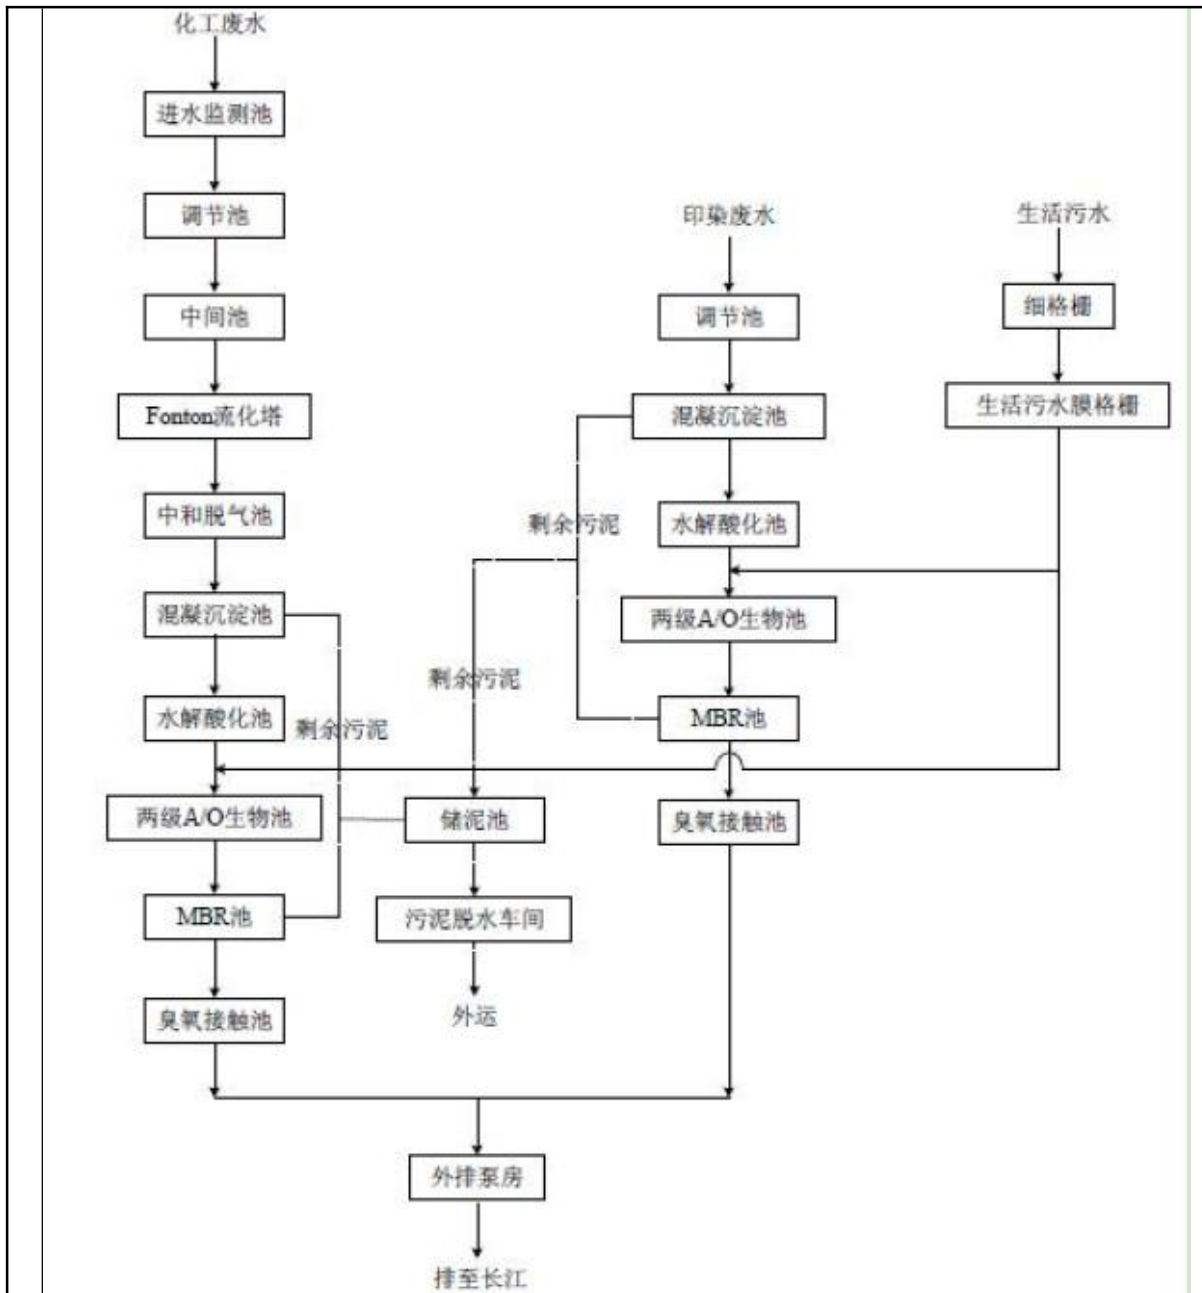 化工废水
进水监测池
调节池
中间池
Fonton流化塔
中和脱气池
混凝沉淀池
水解酸化池
剩余污泥
两级A/O生物池
MBR池
臭氧接触池
印染废水
调节池
混凝沉淀池
剩余污泥
水解酸化池
两级A/O生物池
剩余污泥
MBR池
臭氧接触池
生活污水
细格栅
生活污水膜格栅
储泥池
污泥脱水车间
外运
外排泵房
排至长江